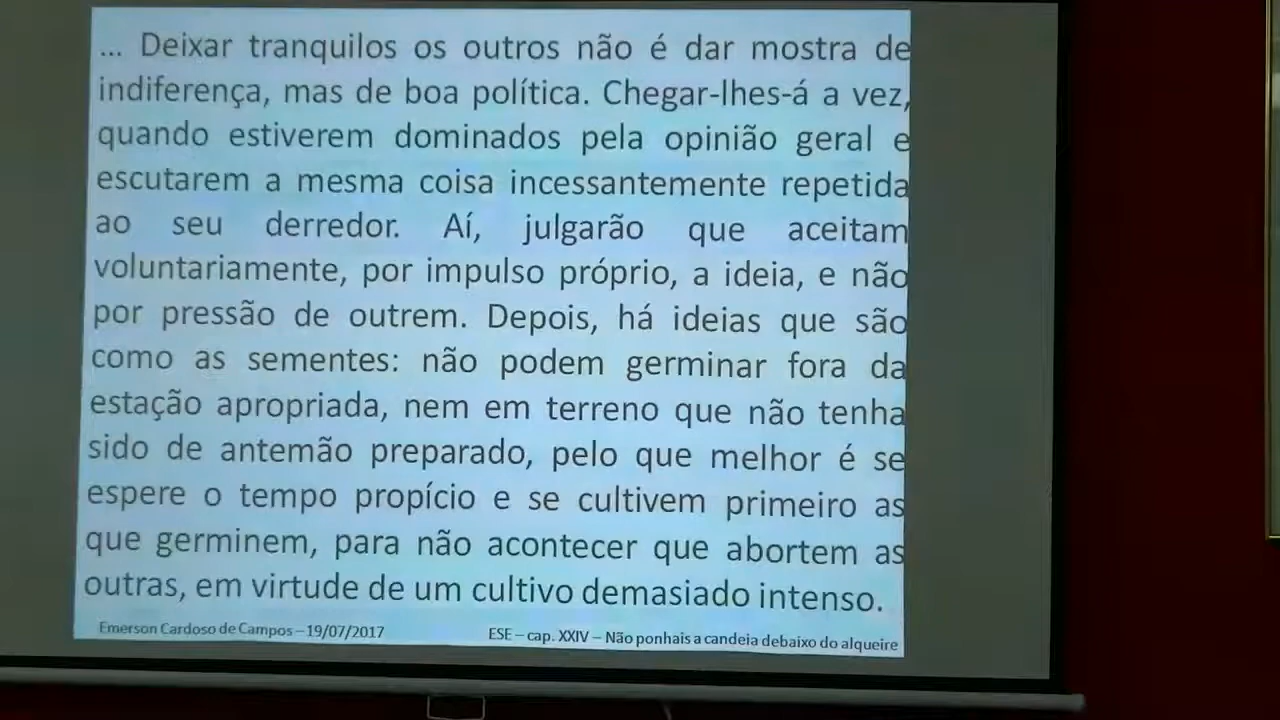 ... Deixar tranquilos os outros não é dar mostra de
indiferença, mas de boa política. Chegar-lhes-á a vez,
quando estiverem dominados pela opinião geral e
escutarem a mesma coisa incessantemente repetida
ao seu derredor. Aí, julgarão que aceitam
voluntariamente, por impulso próprio, a ideia, e não
por pressão de outrem. Depois, há ideias que são
como as sementes: não podem germinar fora da
estação apropriada, nem em terreno que não tenha
sido de antemão preparado, pelo que melhor é se
espere o tempo propício e se cultivem primeiro as
que germinem, para não acontecer que abortem as
outras, em virtude de um cultivo demasiado intenso.
Emerson Cardoso de Campos – 19/07/2017
ESE – cap. XXIV – Não ponhais a candeia debaixo do alqueire